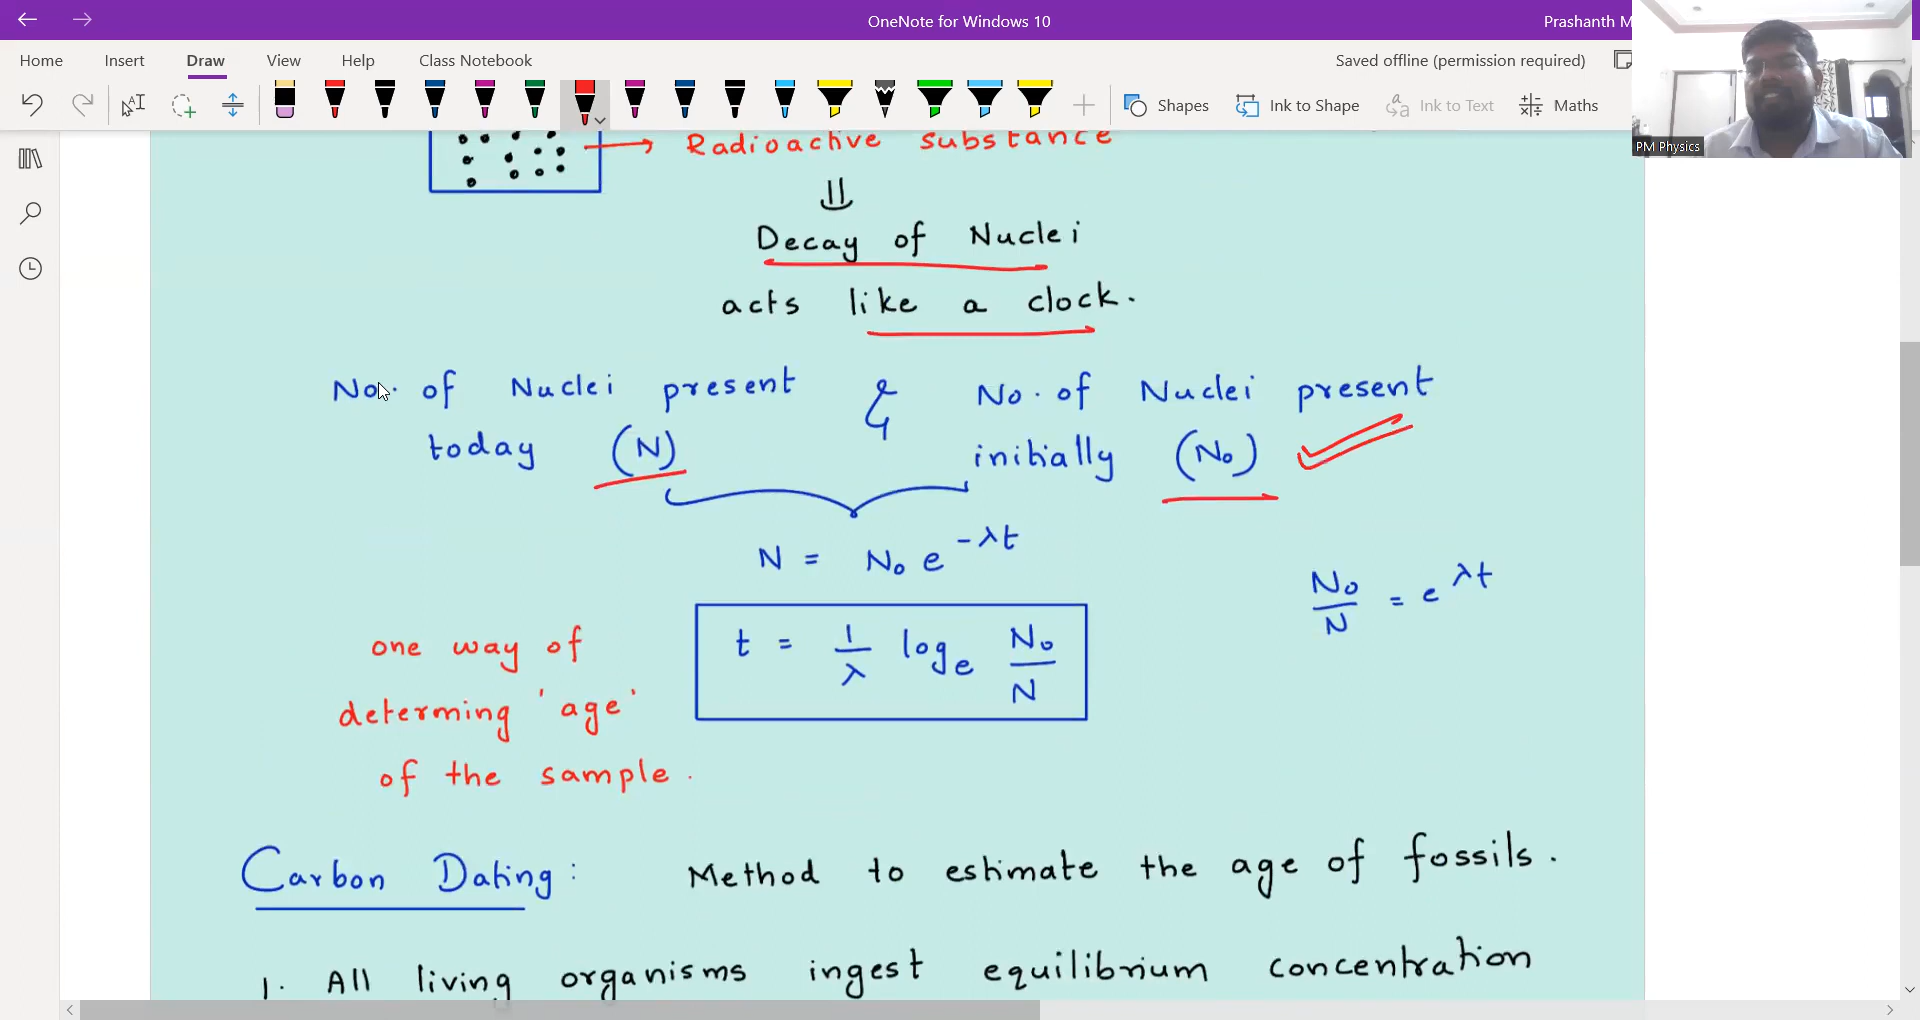 OneNote for Windows 10
Prashanth M
Home Insert Draw View Help Class Notebook
Saved offline (permission required)
Shapes Ink to Shape Ink to Text Maths
PM Physics
Radioactive substance
Decay of Nuclei
acts like a clock.
No. of Nuclei present & No. of Nuclei present
today (N) initially (N₀)
N = N₀ e^{-λt}
N₀/N = e^{λt}
t = 1/λ logₑ N₀/N
one way of
determing 'age'
of the sample.
Carbon Dating: Method to estimate the age of fossils.
1. All living organisms ingest equilibrium concentration